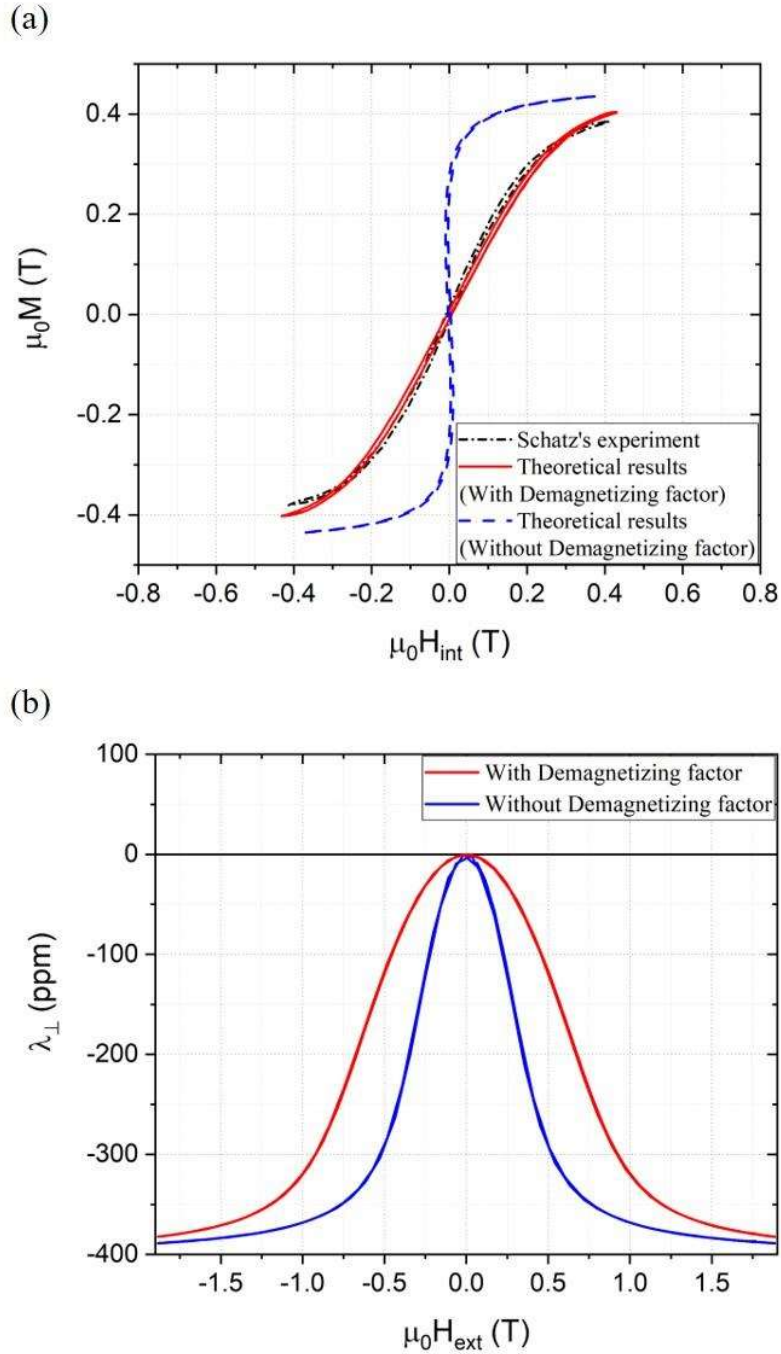 (a)
0.4
0.2
0.0
-0.2
-0.4
μ₀M (T)
Schatz's experiment
Theoretical results
(With Demagnetizing factor)
Theoretical results
(Without Demagnetizing factor)
-0.8 -0.6 -0.4 -0.2 0.0 0.2 0.4 0.6 0.8
μ₀H_int (T)
(b)
100
0
-100
-200
-300
-400
λ⊥ (ppm)
With Demagnetizing factor
Without Demagnetizing factor
-1.5 -1.0 -0.5 0.0 0.5 1.0 1.5
μ₀H_ext (T)